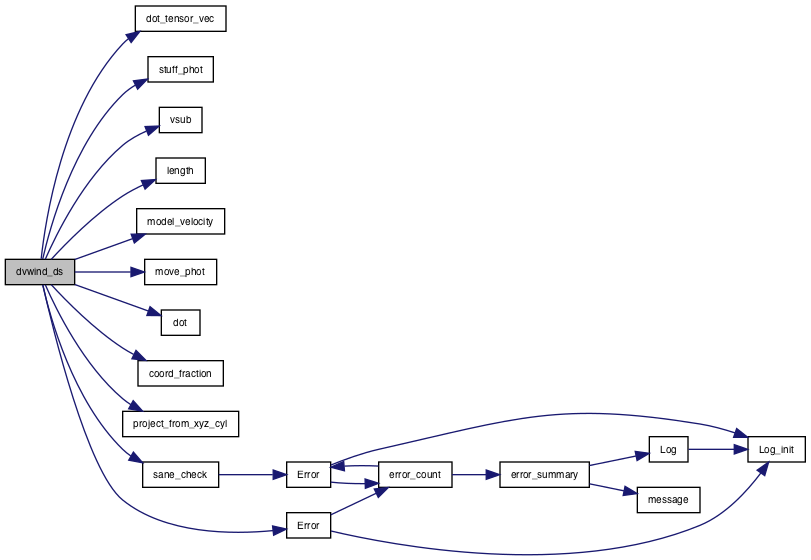 dot_tensor_vec
stuff_phot
vsub
length
model_velocity
dvwind_ds
move_phot
dot
coord_fraction
project_from_xyz_cyl
sane_check
Error
error_count
error_summary
Log
Log_init
message
Error